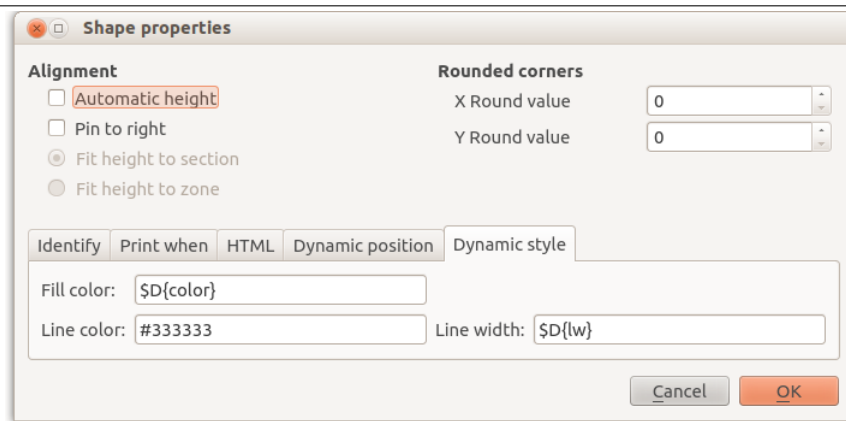 Shape properties
Alignment
Automatic height
Pin to right
Fit height to section
Fit height to zone
Rounded corners
X Round value 0
Y Round value 0
Identify Print when HTML Dynamic position Dynamic style
Fill color: $D{color}
Line color: #333333 Line width: $D{lw}
Cancel OK